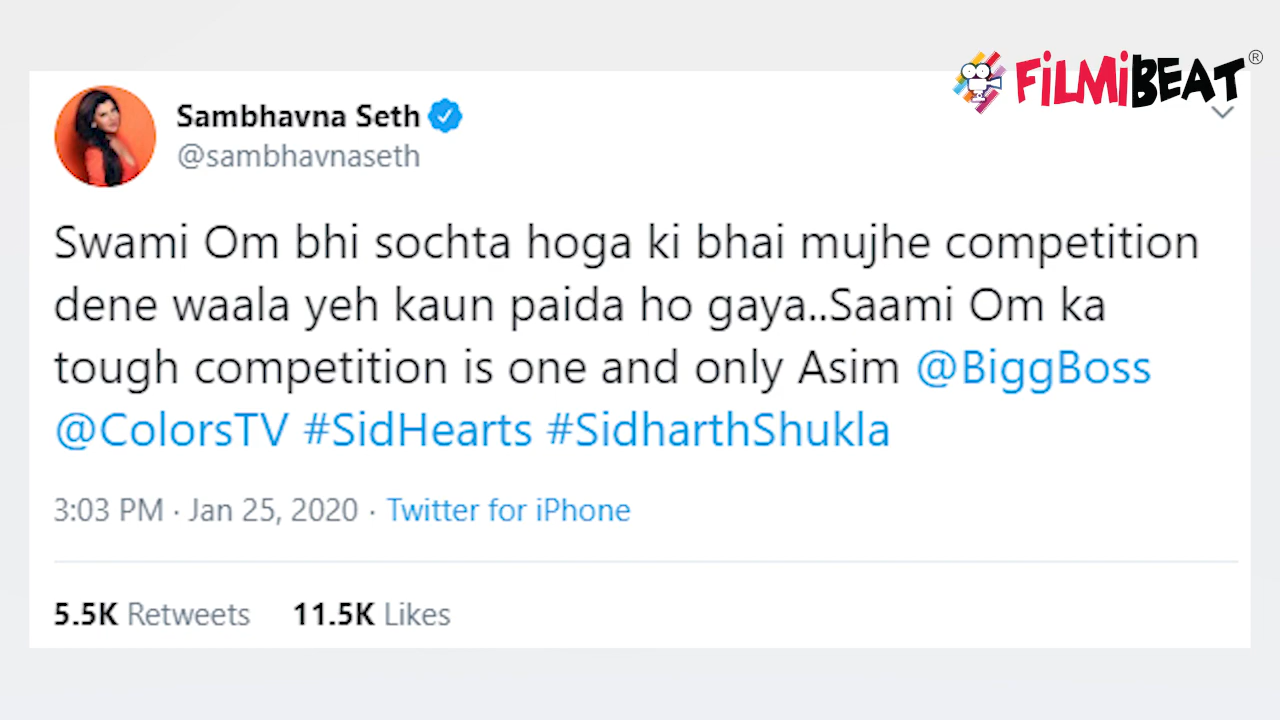 FiLMiBEAT®
Sambhavna Seth
@sambhavnaseth
Swami Om bhi sochta hoga ki bhai mujhe competition
dene waala yeh kaun paida ho gaya..Saami Om ka
tough competition is one and only Asim @BiggBoss
@ColorsTV #SidHearts #SidharthShukla
3:03 PM · Jan 25, 2020 · Twitter for iPhone
5.5K Retweets 11.5K Likes